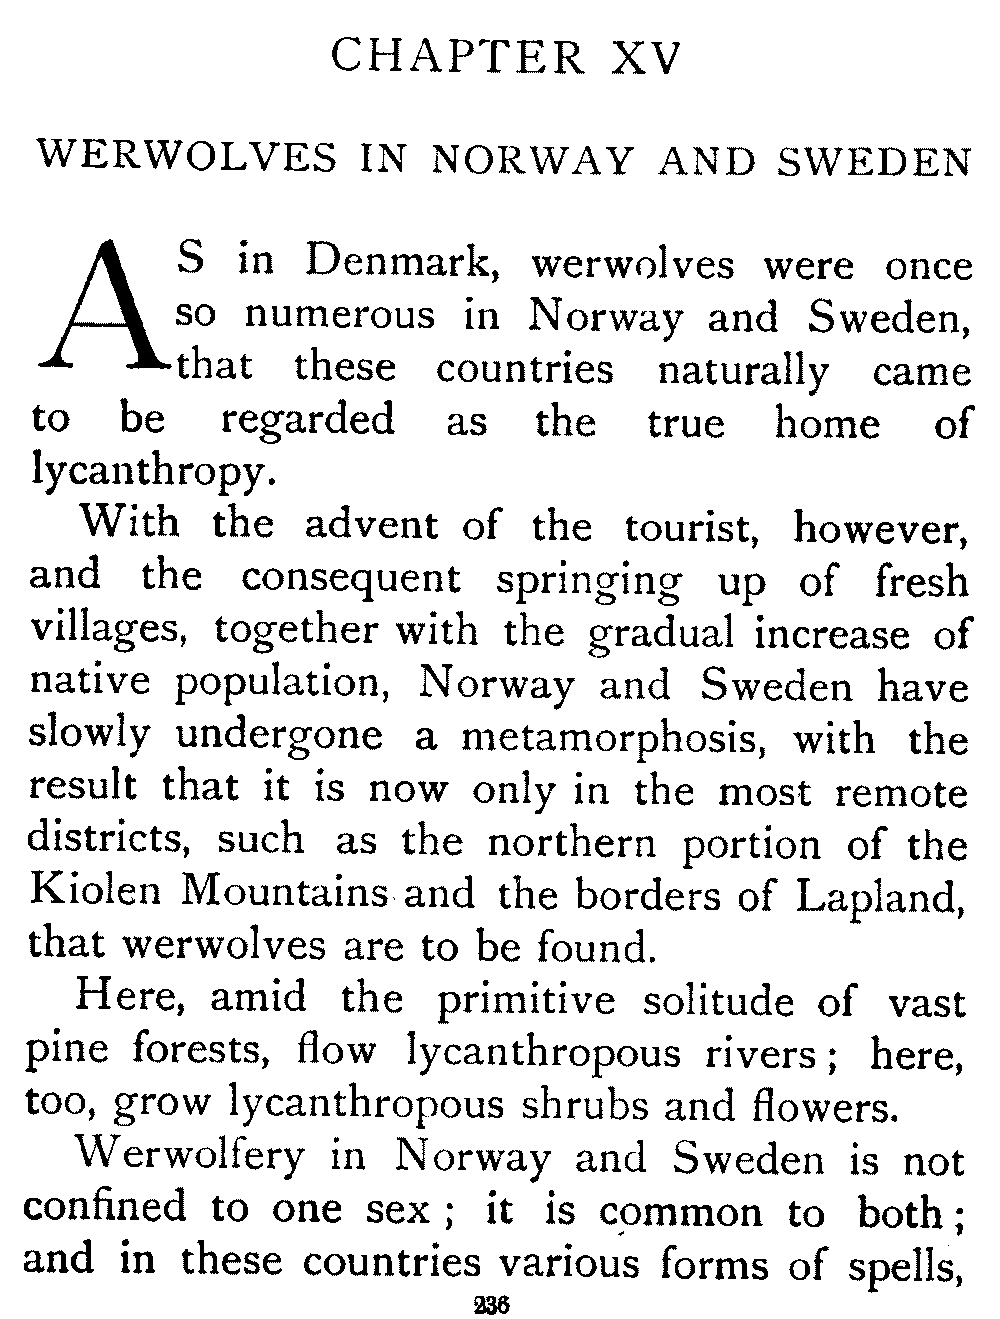 CHAPTER XV
WERWOLVES IN NORWAY AND SWEDEN
AS in Denmark, werwolves were once
so numerous in Norway and Sweden,
that these countries naturally came
to be regarded as the true home of
lycanthropy.
With the advent of the tourist, however,
and the consequent springing up of fresh
villages, together with the gradual increase of
native population, Norway and Sweden have
slowly undergone a metamorphosis, with the
result that it is now only in the most remote
districts, such as the northern portion of the
Kiolen Mountains and the borders of Lapland,
that werwolves are to be found.
Here, amid the primitive solitude of vast
pine forests, flow lycanthropous rivers ; here,
too, grow lycanthropous shrubs and flowers.
Werwolfery in Norway and Sweden is not
confined to one sex ; it is common to both ;
and in these countries various forms of spells,
236